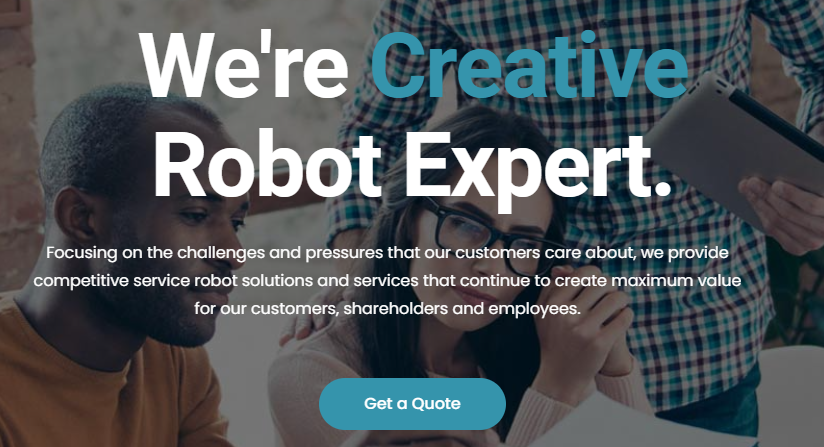 We're Creative
Robot Expert.
Focusing on the challenges and pressures that our customers care about, we provide
competitive service robot solutions and services that continue to create maximum value
for our customers, shareholders and employees.
Get a Quote